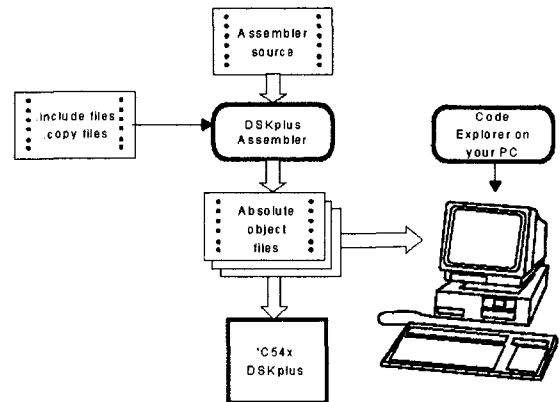 Assembler
source
.include files
.copy files
DSKplus
Assembler
Code
Explorer on
your PC
Absolute
object
files
'C54x
DSKplus